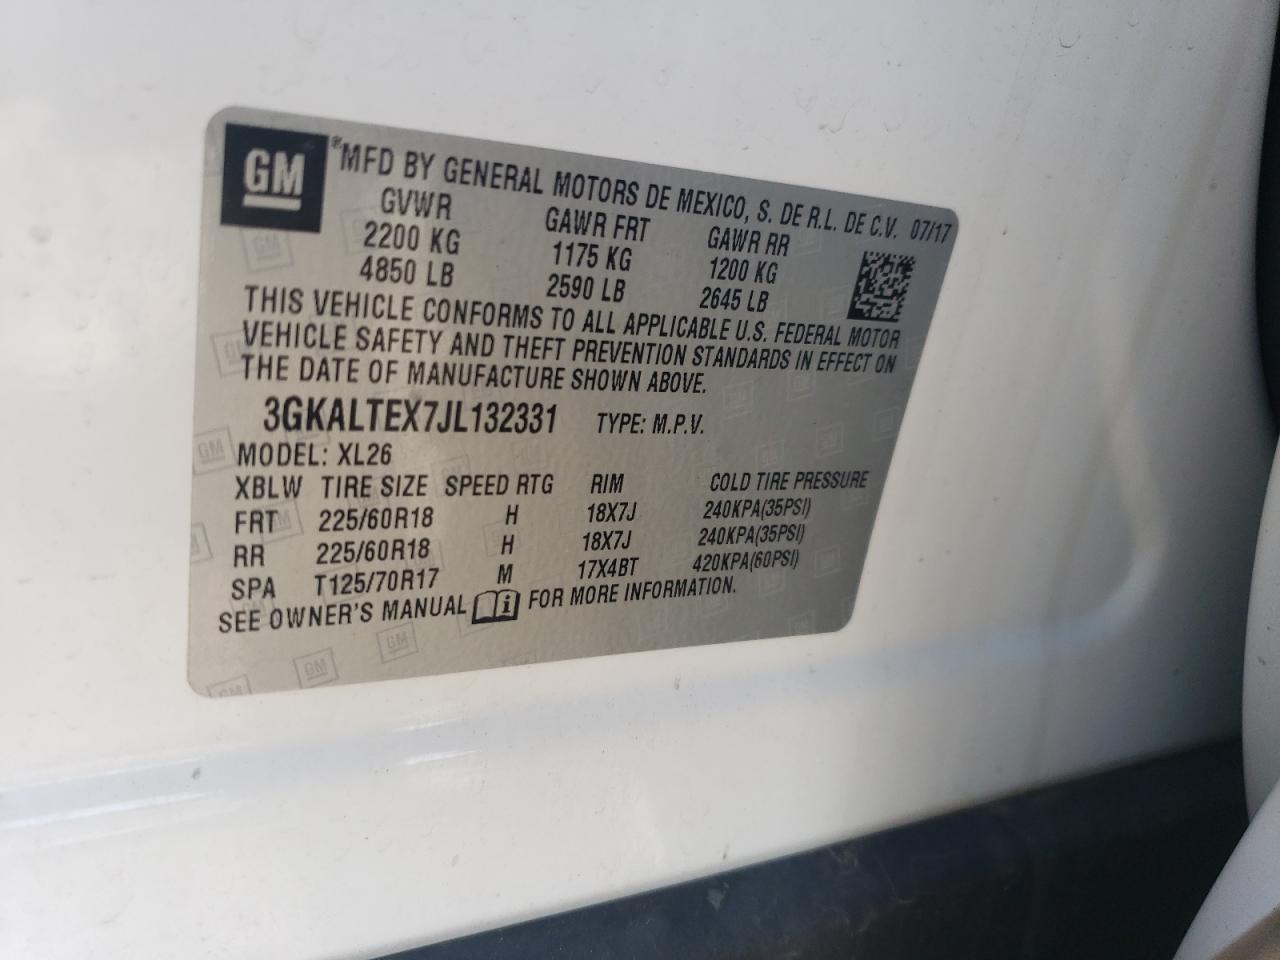 GM
®MFD BY GENERAL MOTORS DE MEXICO, S. DE R.L. DE C.V. 07/17
GVWR GAWR FRT GAWR RR
2200 KG 1175 KG 1200 KG
4850 LB 2590 LB 2645 LB
THIS VEHICLE CONFORMS TO ALL APPLICABLE U.S. FEDERAL MOTOR
VEHICLE SAFETY AND THEFT PREVENTION STANDARDS IN EFFECT ON
THE DATE OF MANUFACTURE SHOWN ABOVE.
3GKALTEX7JL132331 TYPE: M.P.V.
MODEL: XL26
XBLW TIRE SIZE SPEED RTG RIM COLD TIRE PRESSURE
FRT 225/60R18 H 18X7J 240KPA(35PSI)
RR 225/60R18 H 18X7J 240KPA(35PSI)
SPA T125/70R17 M 17X4BT 420KPA(60PSI)
SEE OWNER'S MANUAL i FOR MORE INFORMATION.